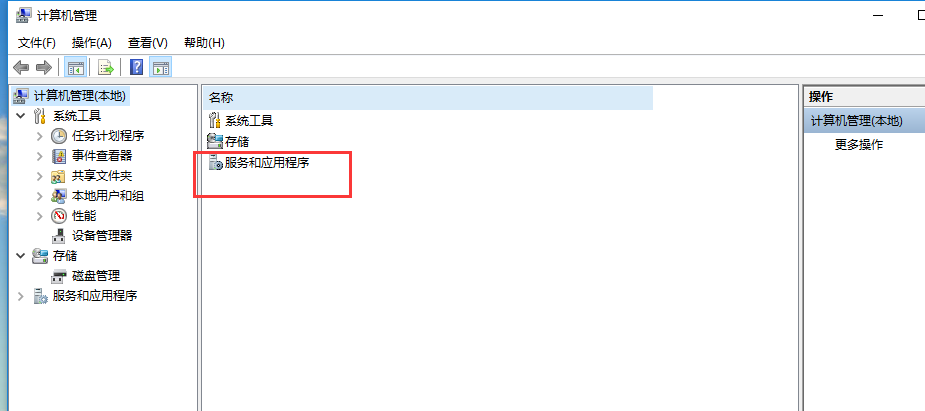 计算机管理
文件(F) 操作(A) 查看(V) 帮助(H)
计算机管理(本地)
系统工具
任务计划程序
事件查看器
共享文件夹
本地用户和组
性能
设备管理器
存储
磁盘管理
服务和应用程序
名称
系统工具
存储
服务和应用程序
操作
计算机管理(本地)
更多操作